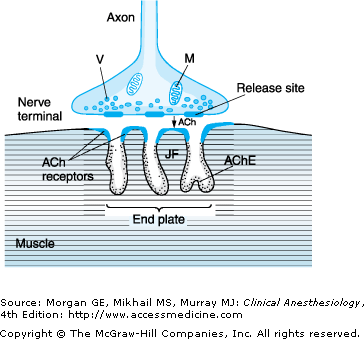 Axon
V
M
Release site
Nerve
terminal
ACh
ACh
receptors
JF
AChE
End plate
Muscle
Source: Morgan GE, Mikhail MS, Murray MJ: Clinical Anesthesiology,
4th Edition: http://www.accessmedicine.com
Copyright © The McGraw-Hill Companies, Inc. All rights reserved.